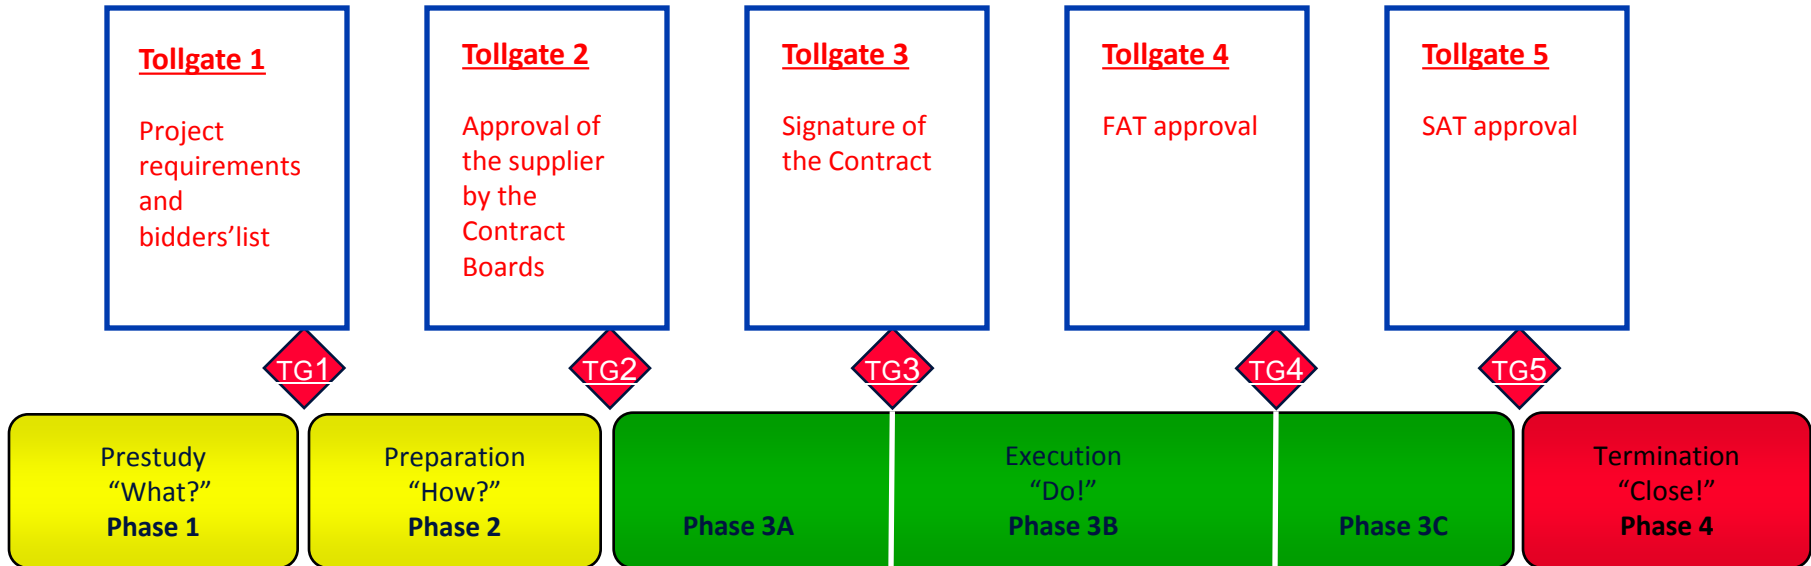 Tollgate 1
Project
requirements
and
bidders’list
Tollgate 2
Approval of
the supplier
by the
Contract
Boards
Tollgate 3
Signature of
the Contract
Tollgate 4
FAT approval
Tollgate 5
SAT approval
TG1
TG2
TG3
TG4
TG5
Prestudy
“What?”
Phase 1
Preparation
“How?”
Phase 2
Phase 3A
Execution
“Do!”
Phase 3B
Phase 3C
Termination
“Close!”
Phase 4